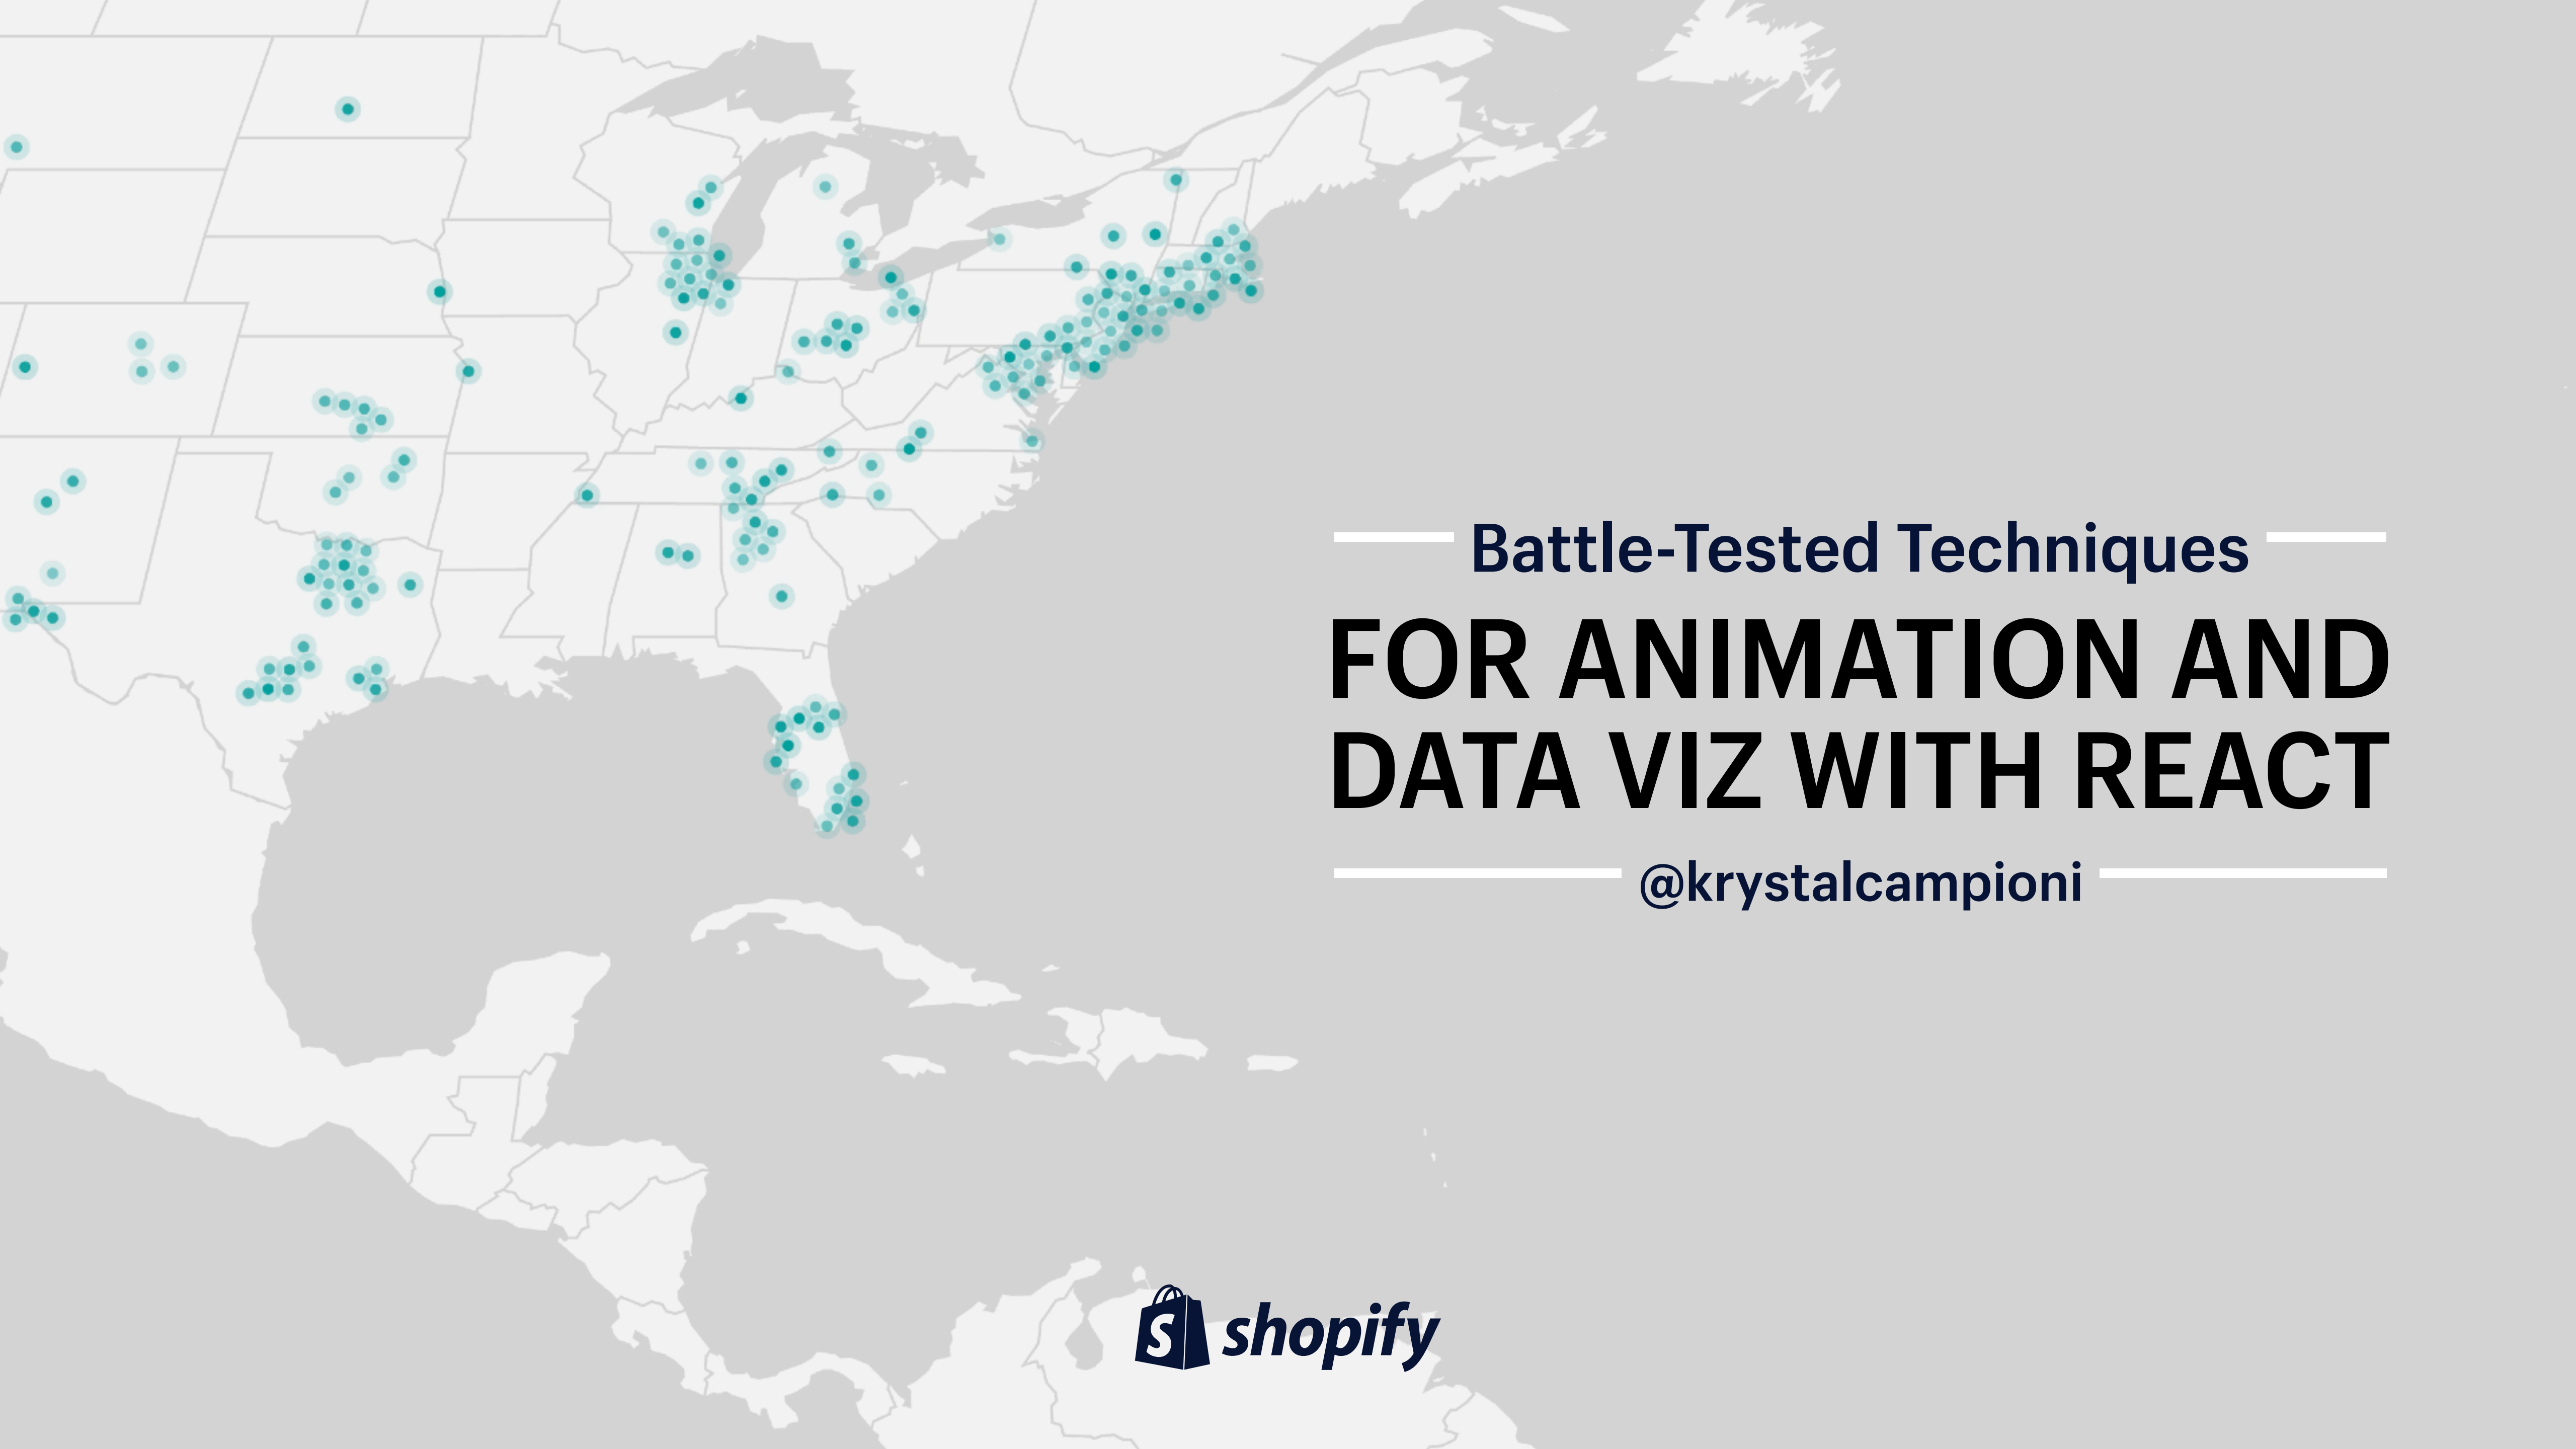 Battle-Tested Techniques
FOR ANIMATION AND
DATA VIZ WITH REACT
@krystalcampioni
S shopify